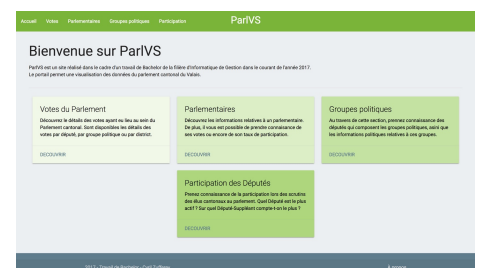 Accueil Votes Parlementaires Groupes politiques Participation ParlVS
Bienvenue sur ParlVS
ParlVS est un site réalisé dans le cadre d'un travail de Bachelor de la filière d'Informatique de Gestion dans le courant de l'année 2017.
Le portail permet une visualisation des données du parlement cantonal du Valais.
Votes du Parlement
Découvrez le détails des votes ayant eu lieu au sein du
Parlement cantonal. Sont disponibles les détails des
votes par député, par groupe politique ou par district.
DECOUVRIR
Parlementaires
Découvrez les informations relatives à un parlementaire.
De plus, il vous est possible de prendre connaisance de
ses votes ou encore de son taux de participation.
DECOUVRIR
Groupes politiques
Au travers de cette section, prennez connaissance des
députés qui composent les groupes politiques, ainsi que
les informations politiques relatives à ces groupes.
DECOUVRIR
Participation des Députés
Prenez connaissance de la participation lors des scrutins
des élus cantonaux au parlement. Quel Député est le plus
actif ? Sur quel Député-Suppléant compte-t-on le plus ?
DECOUVRIR
2017 - Travail de Bachelor -
À propos